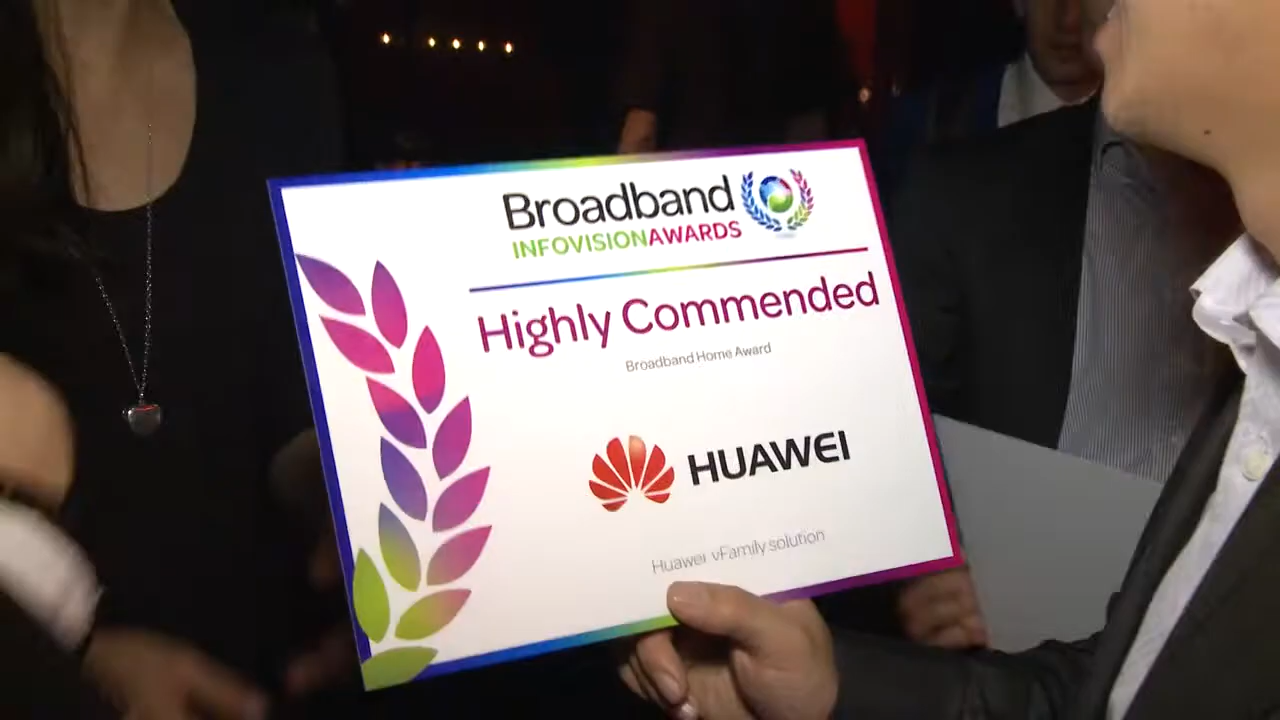 Broadband
INFOVISIONAWARDS
Highly Commended
Broadband Home Award
HUAWEI
Huawei vFamily solution